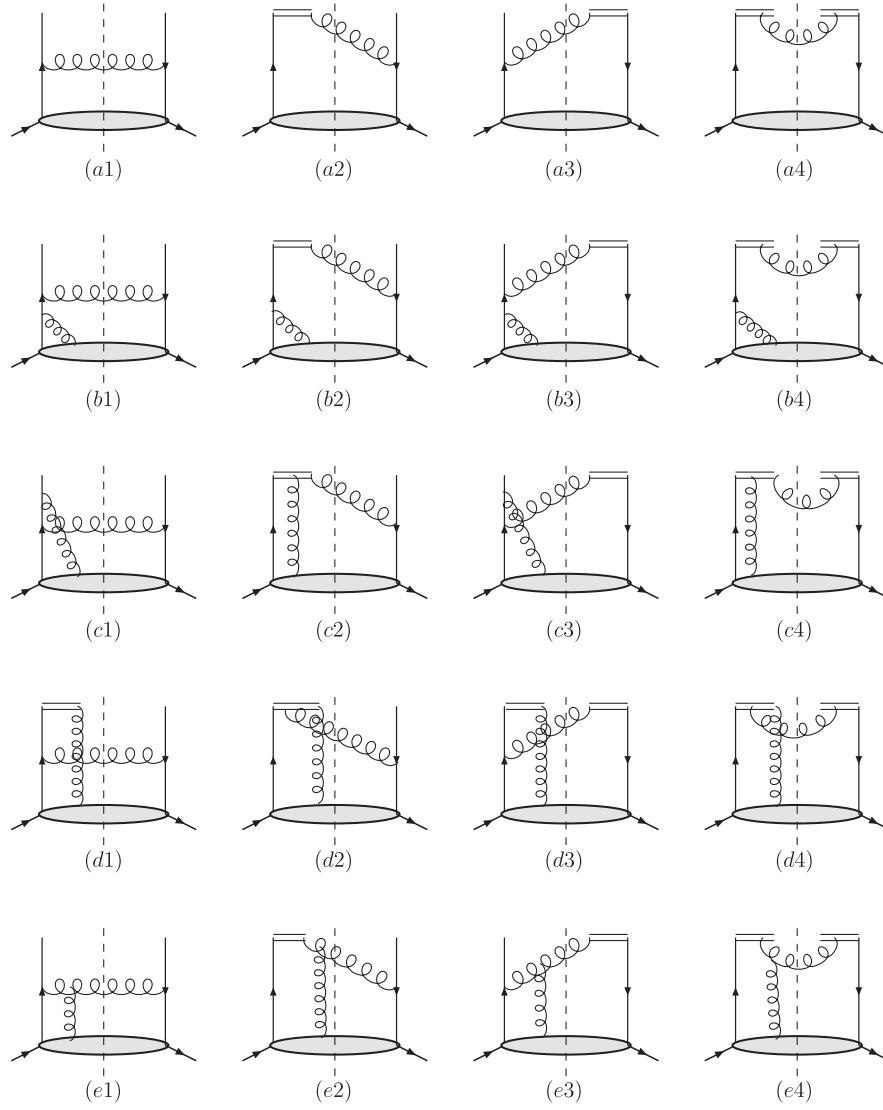 (a1) (a2) (a3) (a4)
(b1) (b2) (b3) (b4)
(c1) (c2) (c3) (c4)
(d1) (d2) (d3) (d4)
(e1) (e2) (e3) (e4)